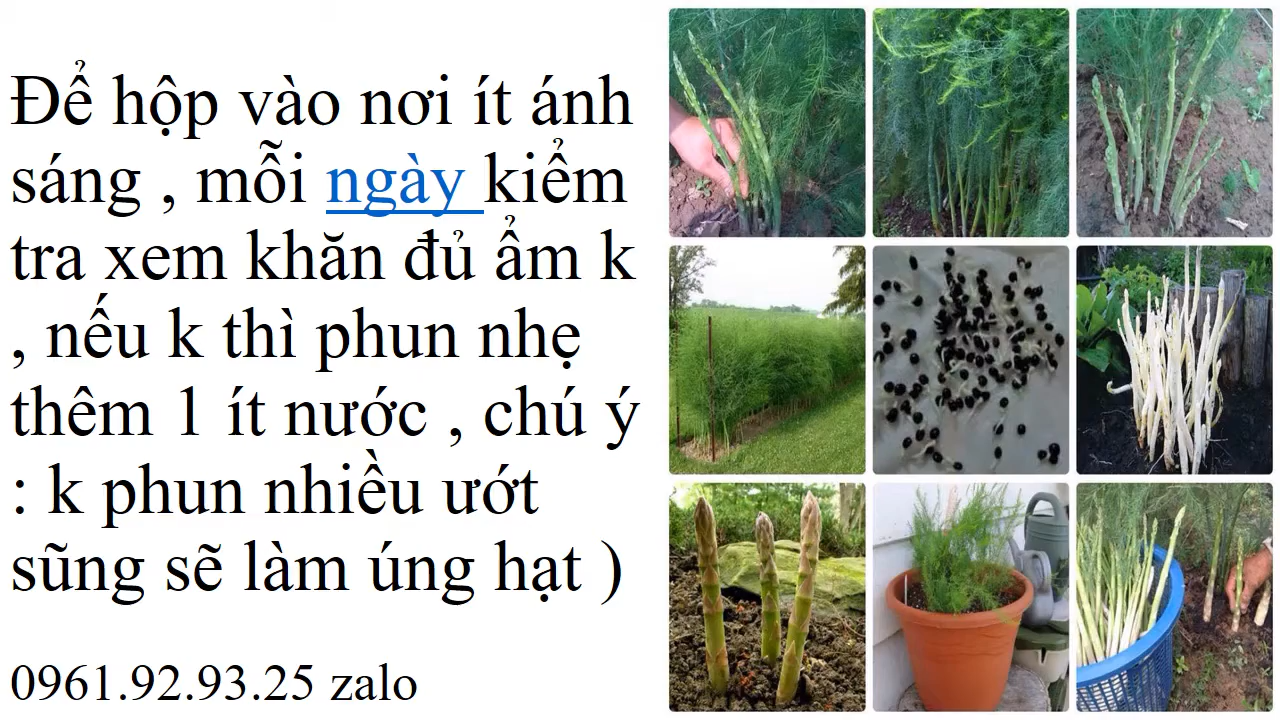 Để hộp vào nơi ít ánh
sáng , mỗi ngày kiểm
tra xem khăn đủ ẩm k
, nếu k thì phun nhẹ
thêm 1 ít nước , chú ý
: k phun nhiều ướt
sũng sẽ làm úng hạt )
0961.92.93.25 zalo